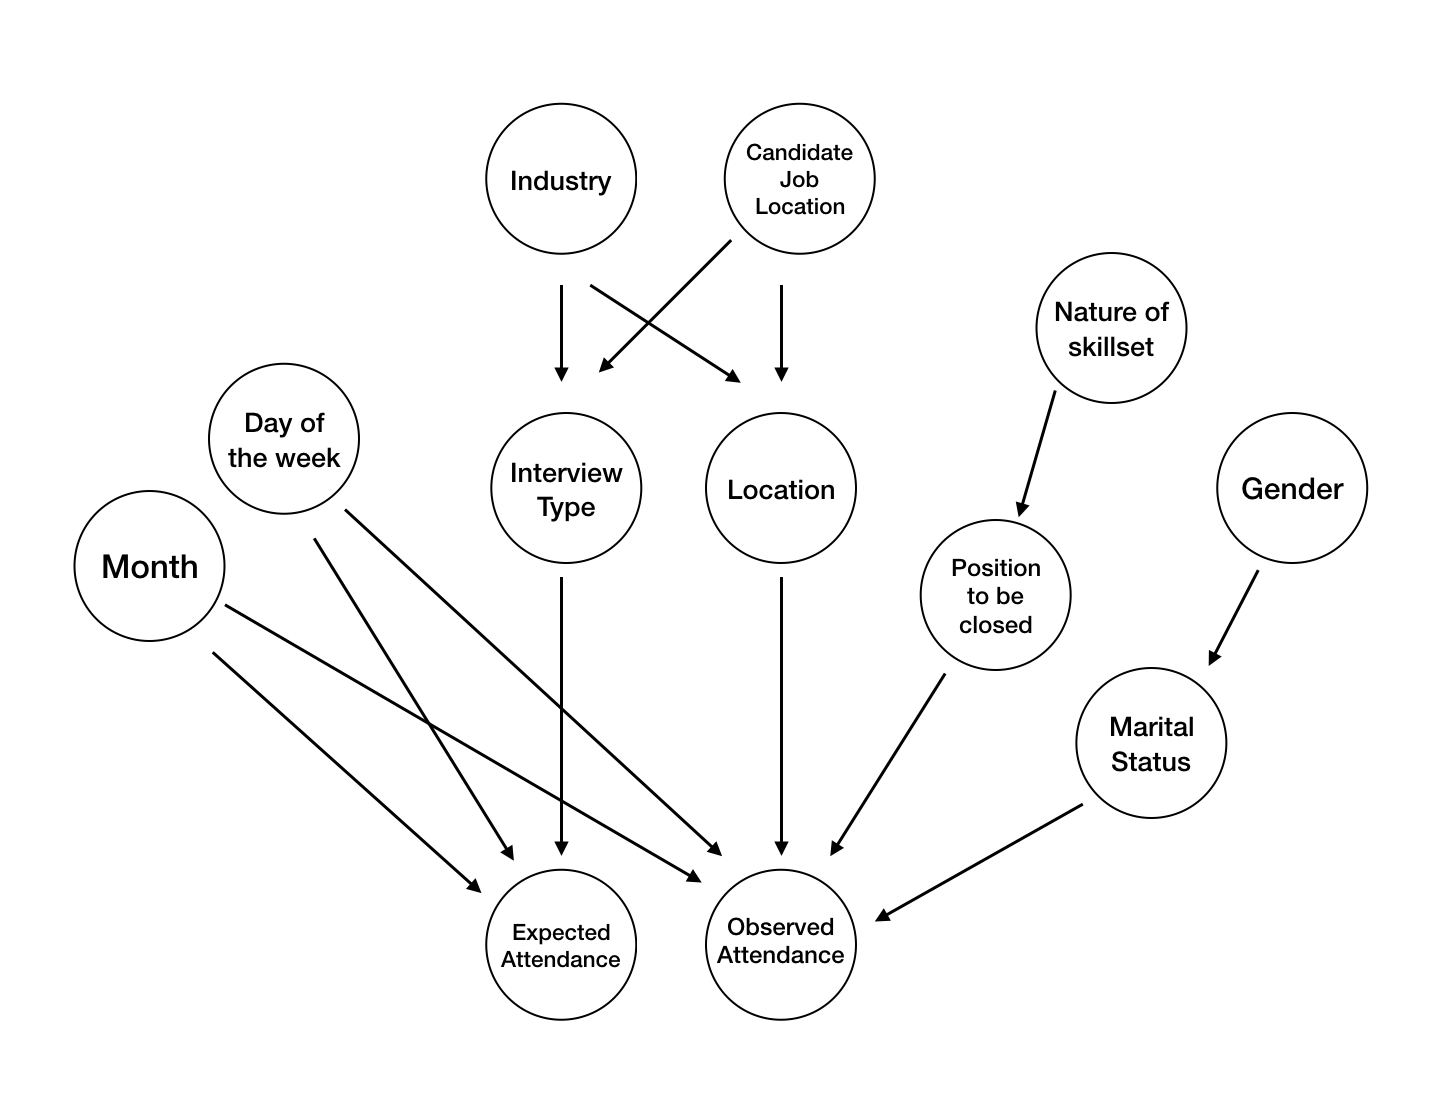 Industry
Candidate
Job
Location
Nature of
skillset
Day of
the week
Interview
Type
Location
Gender
Month
Position
to be
closed
Marital
Status
Expected
Attendance
Observed
Attendance